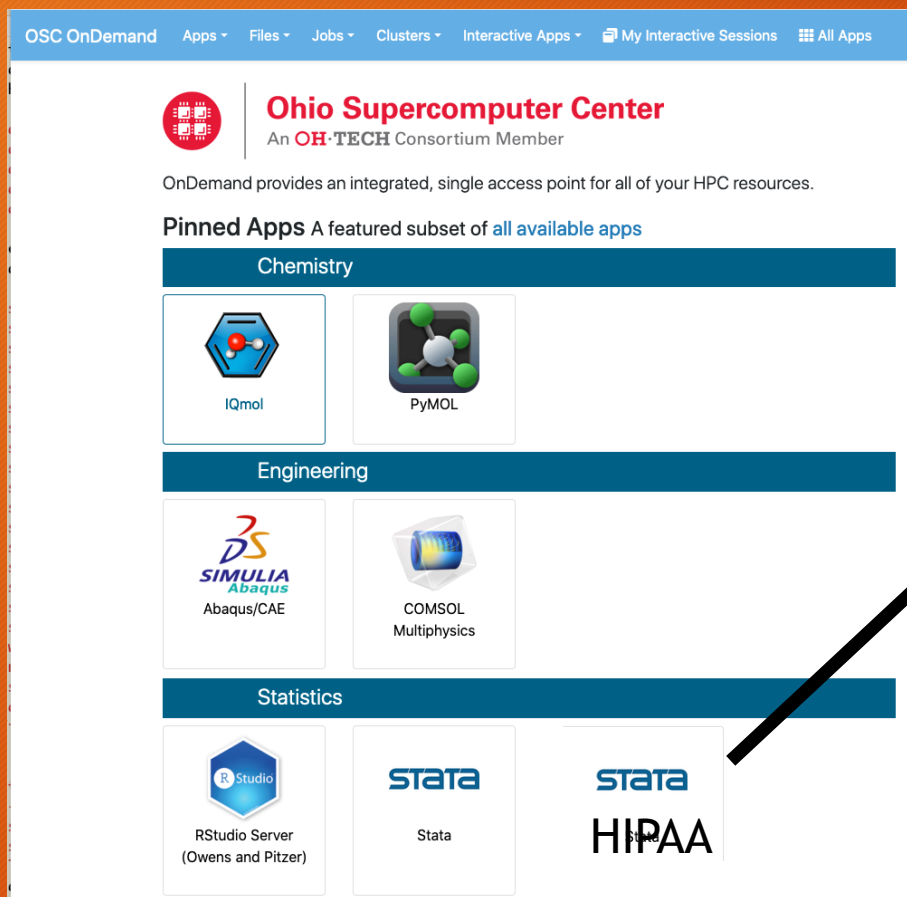 OSC OnDemand Apps Files Jobs Clusters Interactive Apps My Interactive Sessions All Apps
Ohio Supercomputer Center
An OH·TECH Consortium Member
OnDemand provides an integrated, single access point for all of your HPC resources.
Pinned Apps A featured subset of all available apps
Chemistry
IQmol
PyMOL
Engineering
SIMULIA
Abaqus
Abaqus/CAE
COMSOL
Multiphysics
Statistics
R Studio
RStudio Server
(Owens and Pitzer)
STATA
Stata
STATA
Stata
HIPAA